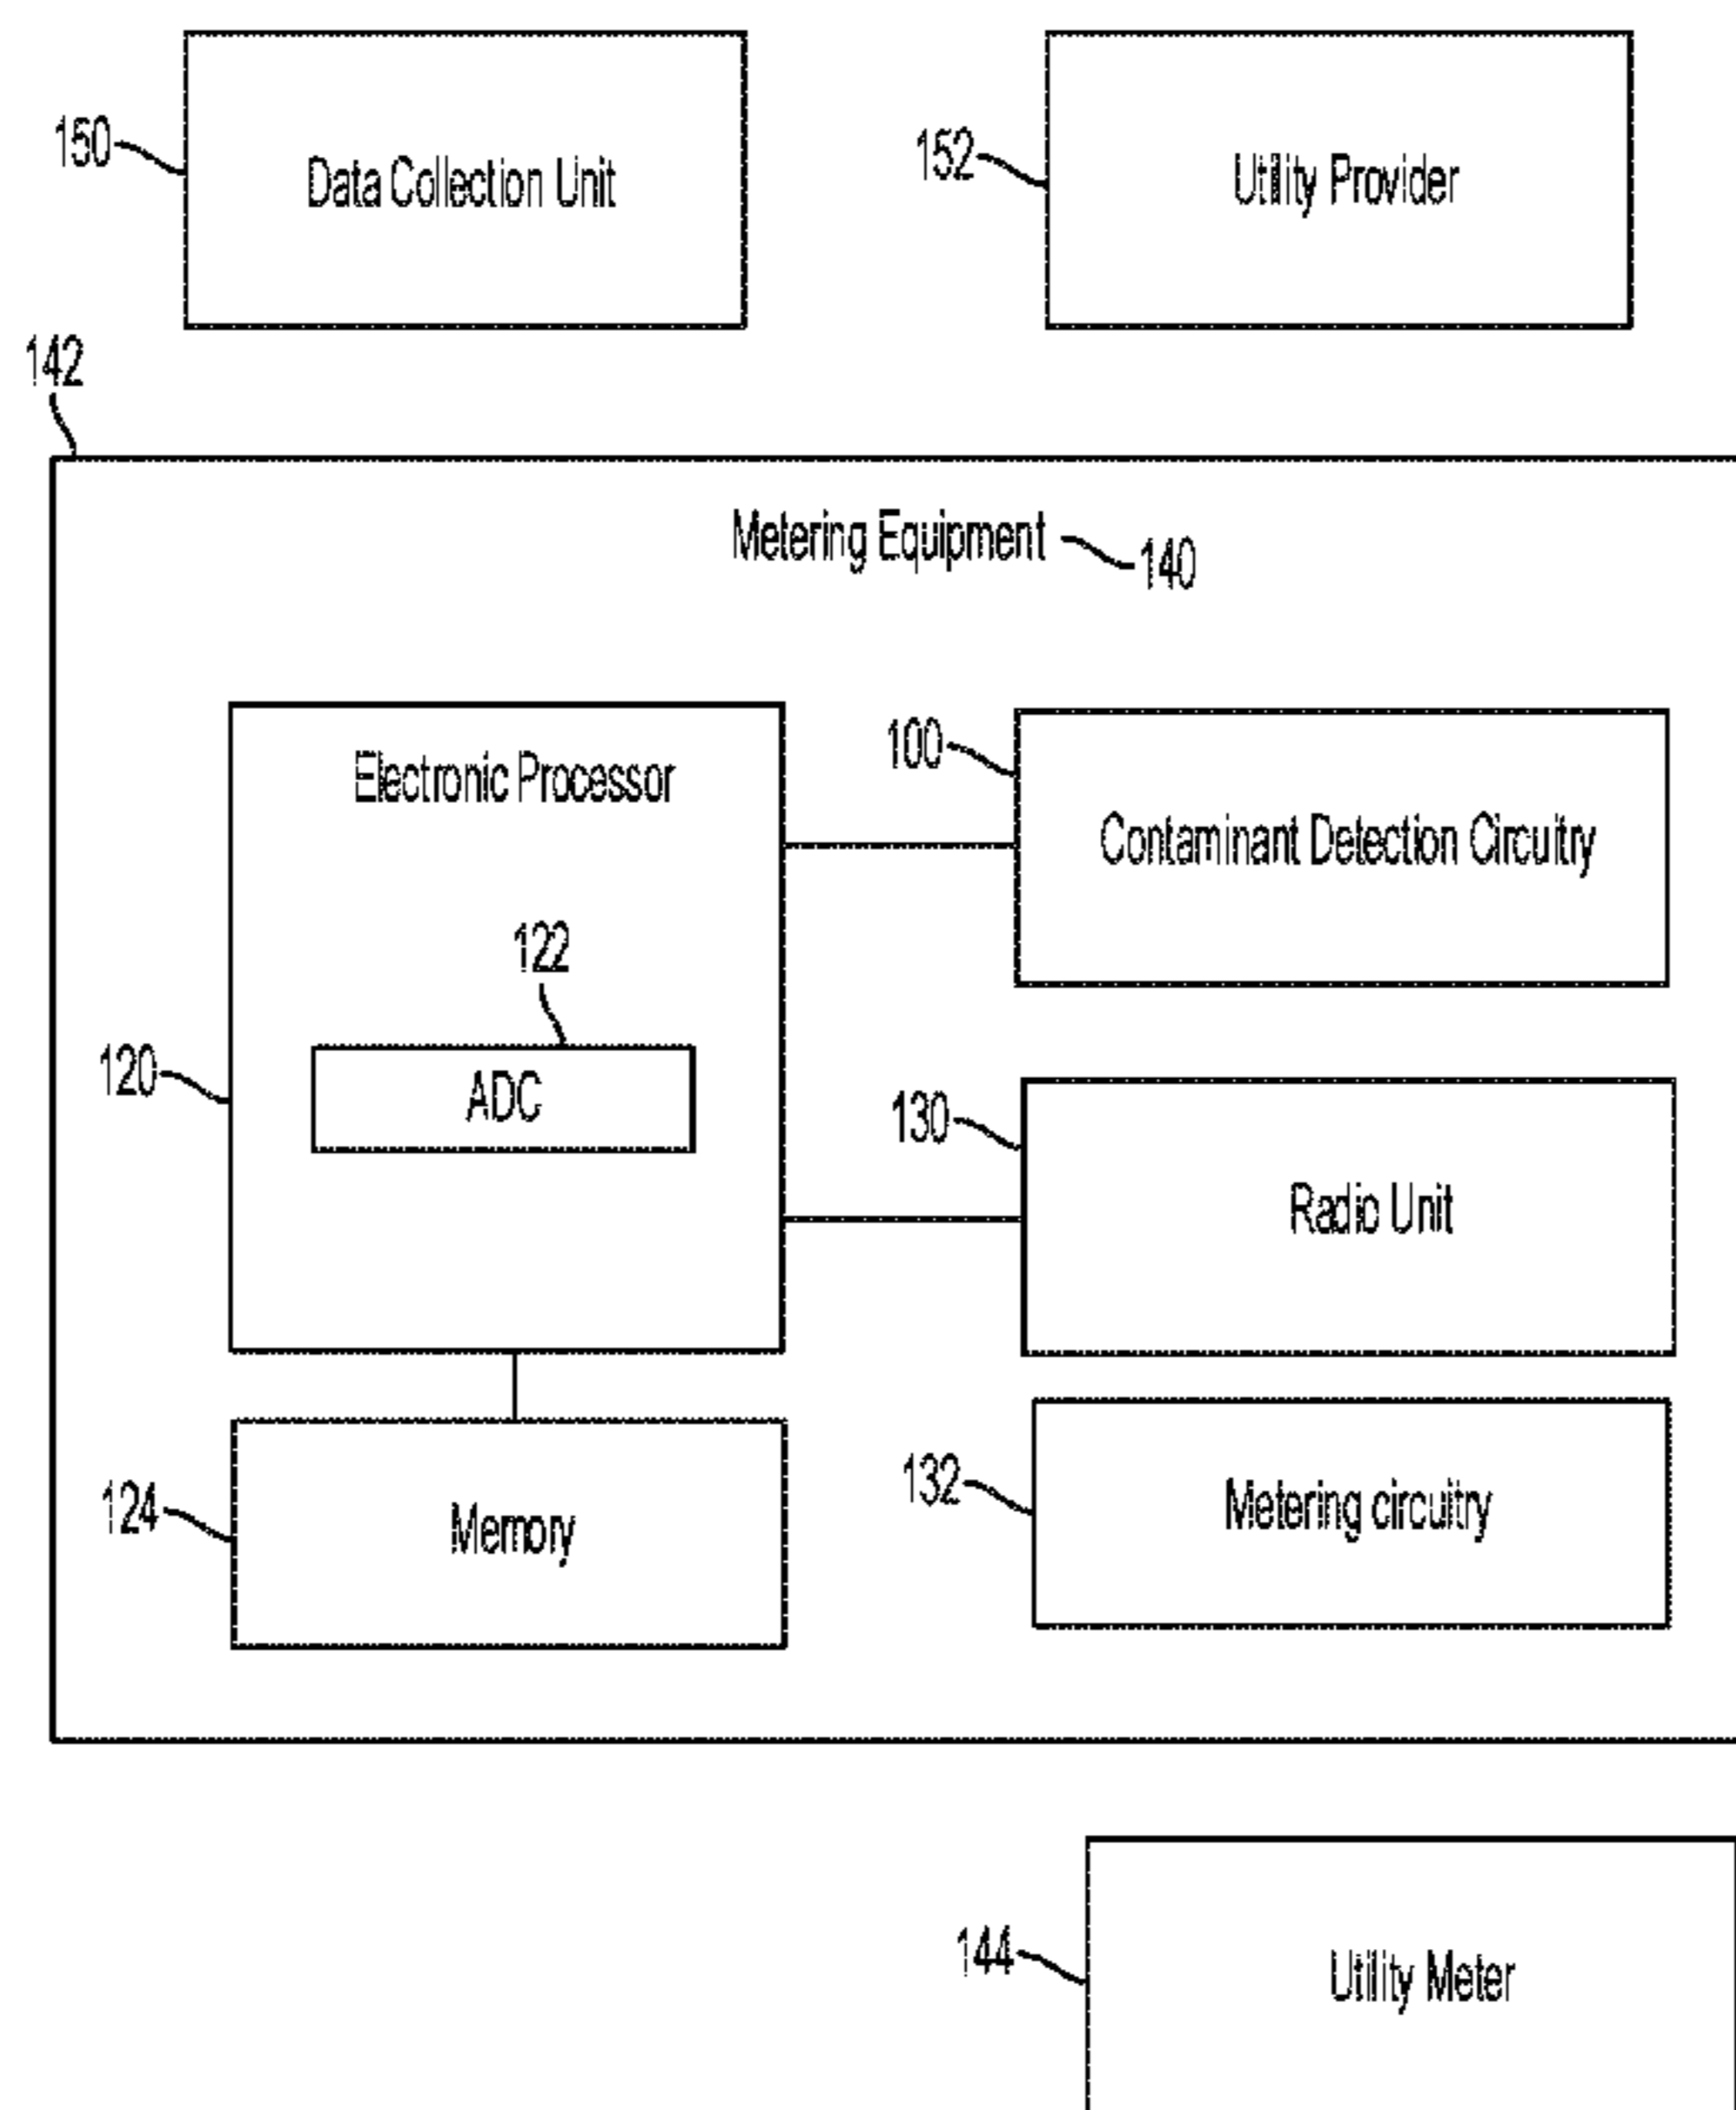 150
Data Collection Unit
152
Utility Provider
142
Metering Equipment
140
Electronic Processor
100
Contaminant Detection Circuitry
122
ADC
120
130
Radio Unit
132
Metering circuitry
124
Memory
144
Utility Meter